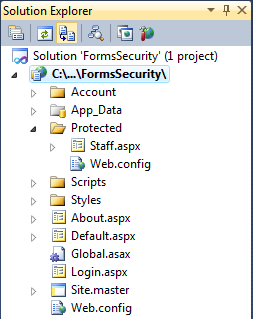 Solution Explorer
Solution 'FormsSecurity' (1 project)
C:\...\FormsSecurity\
Account
App_Data
Protected
Staff.aspx
Web.config
Scripts
Styles
About.aspx
Default.aspx
Global.asax
Login.aspx
Site.master
Web.config